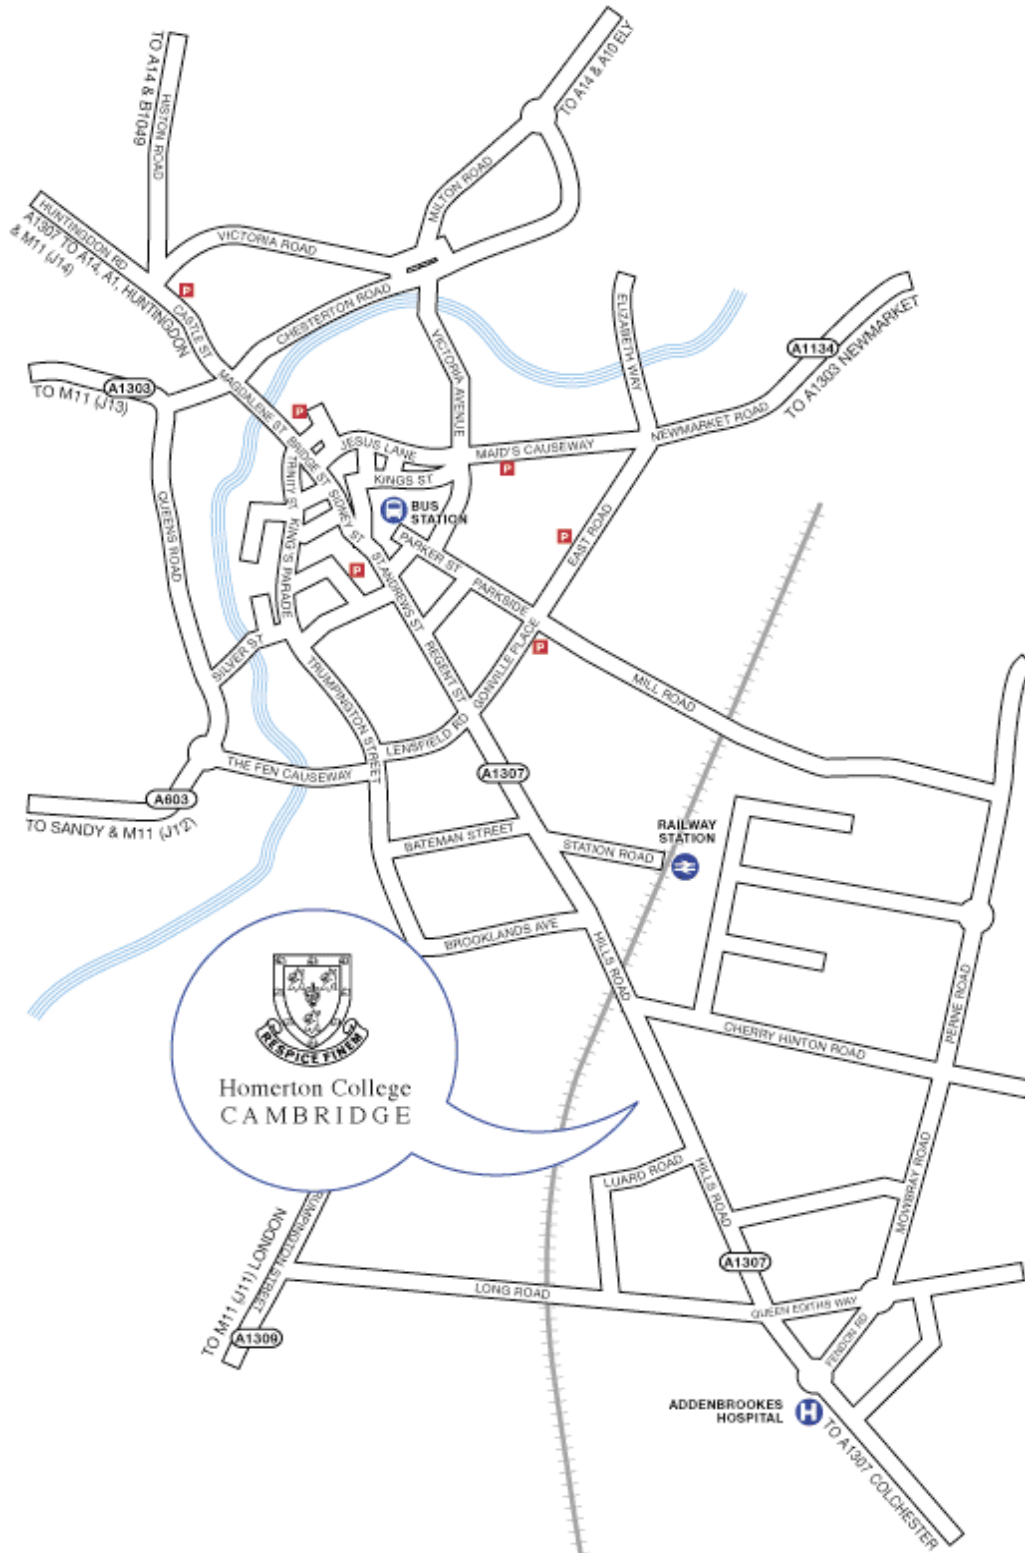 TO A14 & A10 ELY
TO A14 & B1049
HISTON ROAD
MILTON ROAD
HUNTINGDON RD
A1307 TO A14, A1, HUNTINGDON
& M11 (J14)
VICTORIA ROAD
P
CASTLE ST
CHESTERTON ROAD
ELIZABETH WAY
VICTORIA AVENUE
A1134
TO A1303 NEWMARKET
A1303
TO M11 (J13)
MAGDALENE ST
P
NEWMARKET ROAD
BRIDGE ST
JESUS LANE
MAID'S CAUSEWAY
P
KINGS ST
TRINITY ST
SIDNEY ST
BUS
STATION
QUEENS ROAD
KING'S PARADE
P
EAST ROAD
PARKER ST
P
ST.ANDREWS ST
PARKSIDE
SILVER ST
REGENT ST
GONVILLE PLACE
P
TRUMPINGTON STREET
MILL ROAD
LENSFIELD RD
THE FEN CAUSEWAY
A1307
A603
TO SANDY & M11 (J12)
BATEMAN STREET
STATION ROAD
RAILWAY
STATION
BROOKLANDS AVE
HILLS ROAD
PERNE ROAD
CHERRY HINTON ROAD
RESPICE FINEM
Homerton College
CAMBRIDGE
LUARD ROAD
HILLS ROAD
MOWBRAY ROAD
TRUMPINGTON STREET
TO M11 (J11) LONDON
A1309
A1307
LONG ROAD
QUEEN EDITHS WAY
FENDON RD
ADDENBROOKES
HOSPITAL
H
TO A1307 COLCHESTER